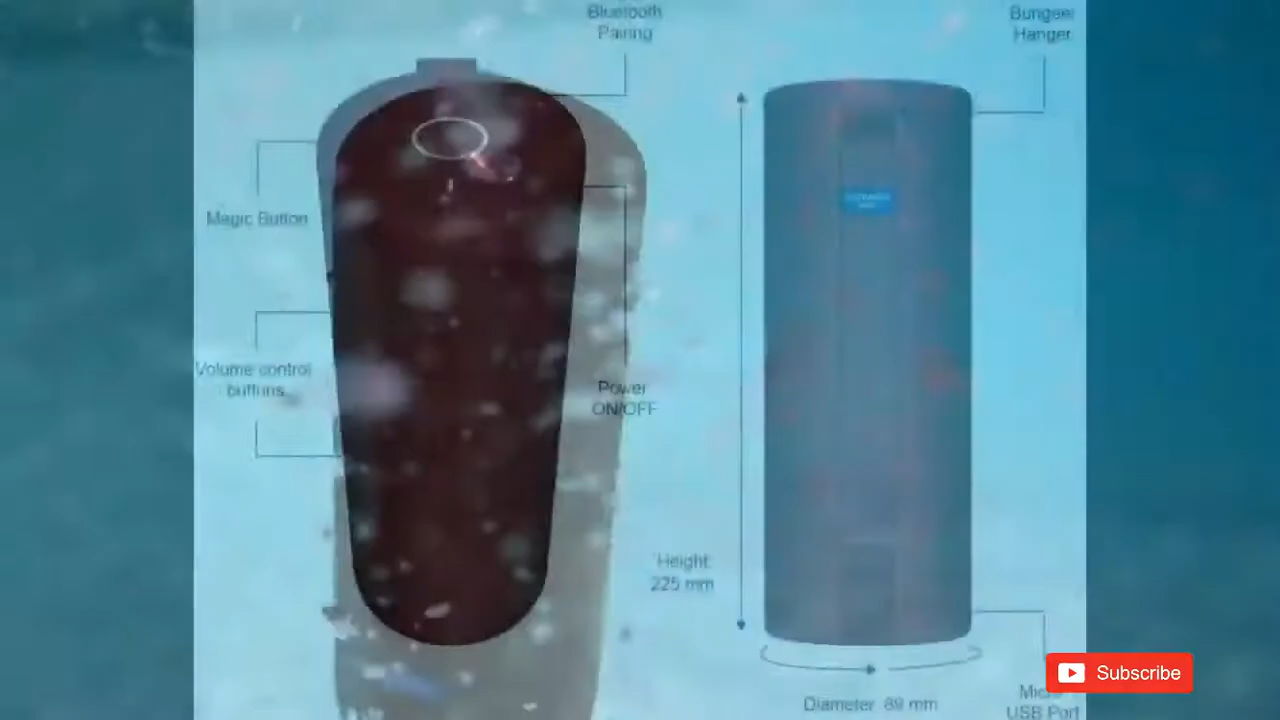 Bluetooth
Pairing
Bungee
Hanger
Magic Button
Volume control
buttons
Power
ON/OFF
Height:
225 mm
Diameter 89 mm
Micro
USB Port
Subscribe